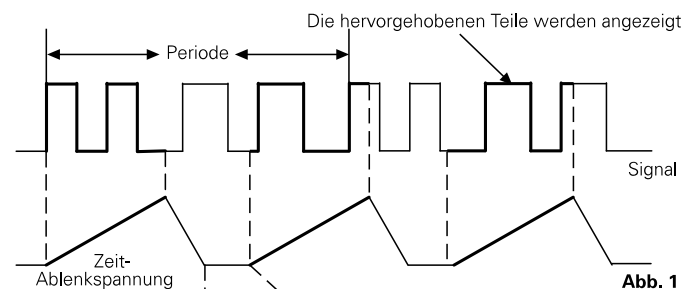 Die hervorgehobenen Teile werden angezeigt
Periode
Signal
Zeit-
Ablenkspannung
Abb. 1